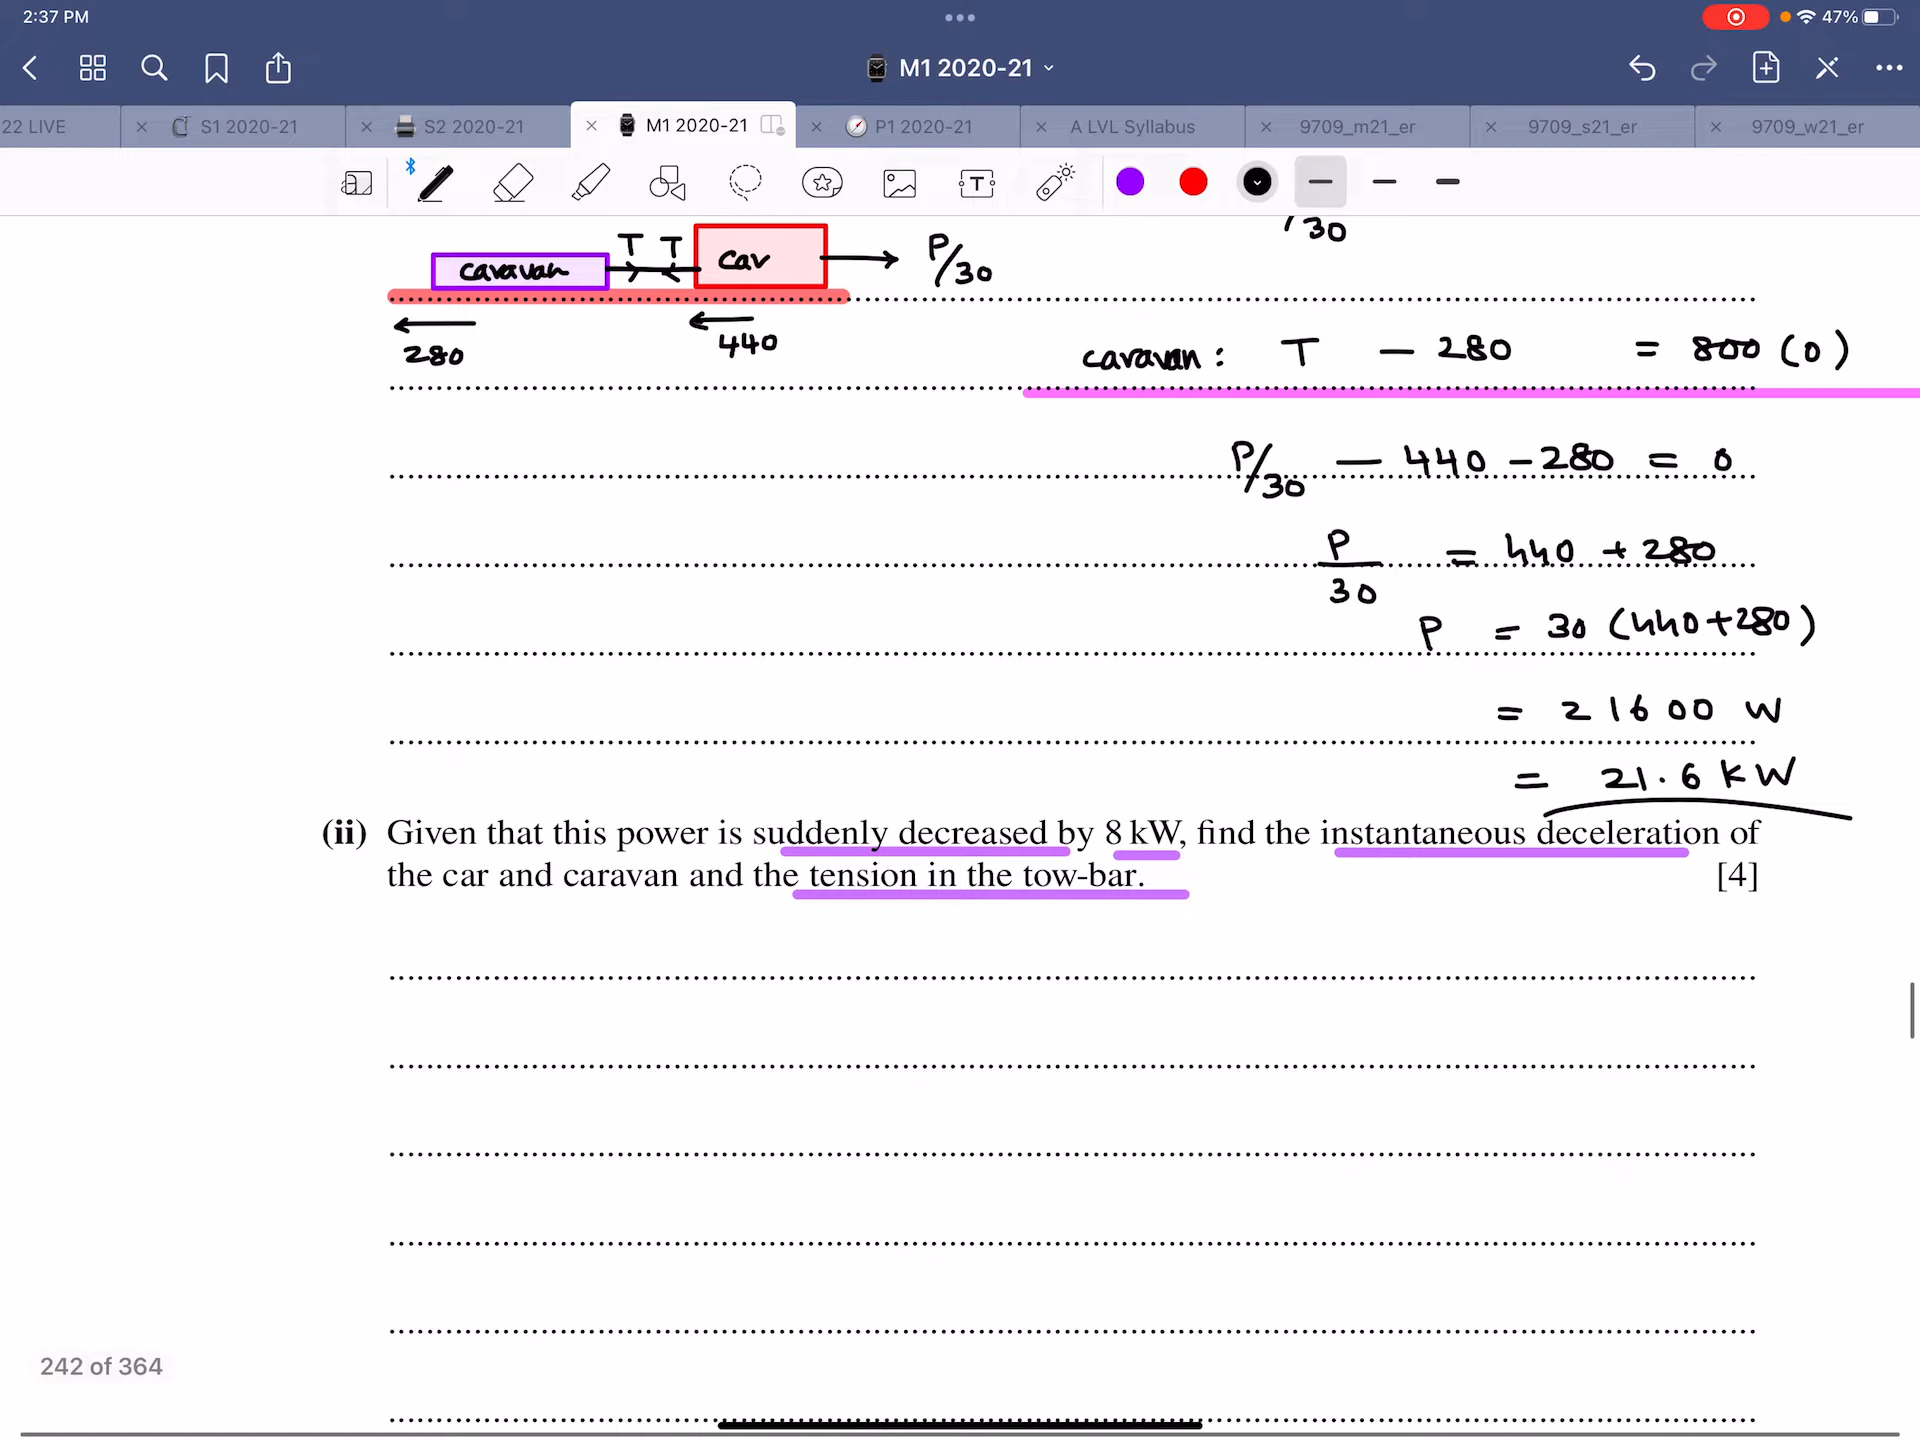 2:37 PM
47%
M1 2020-21
22 LIVE
S1 2020-21
S2 2020-21
M1 2020-21
P1 2020-21
A LVL Syllabus
9709_m21_er
9709_s21_er
9709_w21_er
/30
caravan T T car P/30
280 440
caravan : T - 280 = 800 (0)
P/30 - 440 - 280 = 0
P/30 = 440 + 280
P = 30 (440+280)
= 21600 W
= 21.6 kW
(ii) Given that this power is suddenly decreased by 8 kW, find the instantaneous deceleration of
the car and caravan and the tension in the tow-bar. [4]
242 of 364